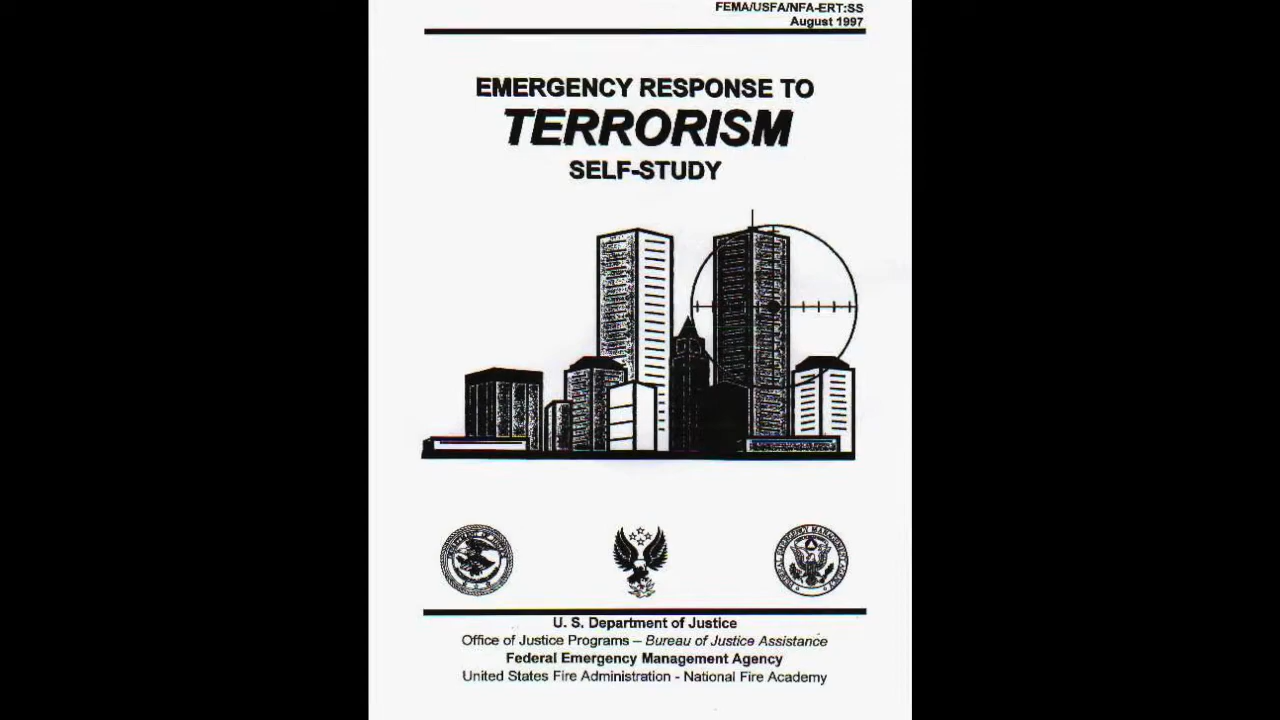 FEMA/USFA/NFA-ERT:SS
August 1997
EMERGENCY RESPONSE TO
TERRORISM
SELF-STUDY
U. S. Department of Justice
Office of Justice Programs – Bureau of Justice Assistance
Federal Emergency Management Agency
United States Fire Administration - National Fire Academy